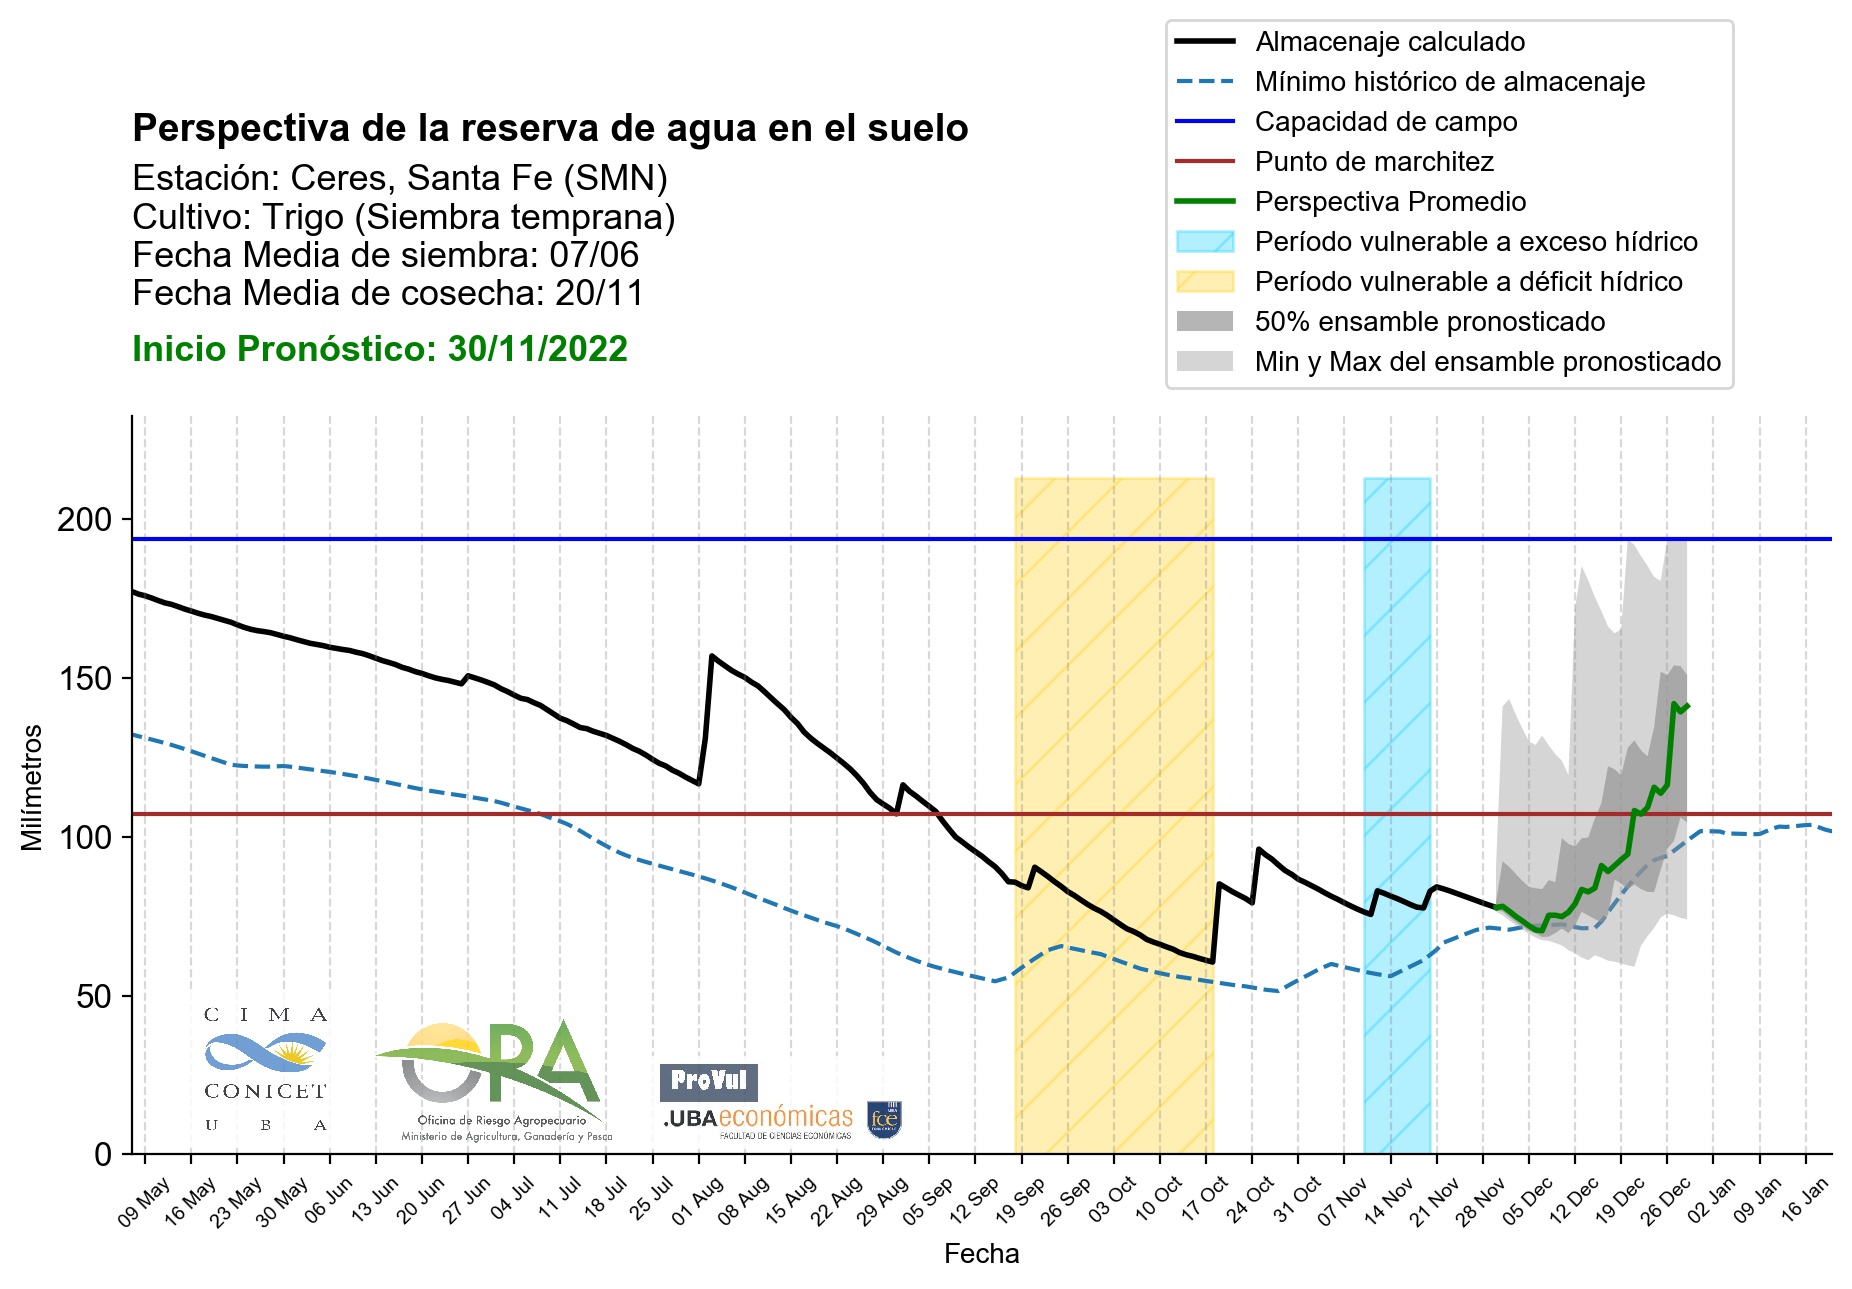 Almacenaje calculado
Mínimo histórico de almacenaje
Capacidad de campo
Punto de marchitez
Perspectiva Promedio
Período vulnerable a exceso hídrico
Período vulnerable a déficit hídrico
50% ensamble pronosticado
Min y Max del ensamble pronosticado
Perspectiva de la reserva de agua en el suelo
Estación: Ceres, Santa Fe (SMN)
Cultivo: Trigo (Siembra temprana)
Fecha Media de siembra: 07/06
Fecha Media de cosecha: 20/11
Inicio Pronóstico: 30/11/2022
Milímetros
200
150
100
50
0
CIMA
CONICET
UBA
OPA
Oficina de Riesgo Agropecuario
Ministerio de Agricultura, Ganadería y Pesca
ProVul
.UBAeconómicas
FACULTAD DE CIENCIAS ECONÓMICAS
fce
09 May
16 May
23 May
30 May
06 Jun
13 Jun
20 Jun
27 Jun
04 Jul
11 Jul
18 Jul
25 Jul
01 Aug
08 Aug
15 Aug
22 Aug
29 Aug
05 Sep
12 Sep
19 Sep
26 Sep
03 Oct
10 Oct
17 Oct
24 Oct
31 Oct
07 Nov
14 Nov
21 Nov
28 Nov
05 Dec
12 Dec
19 Dec
26 Dec
02 Jan
09 Jan
16 Jan
Fecha